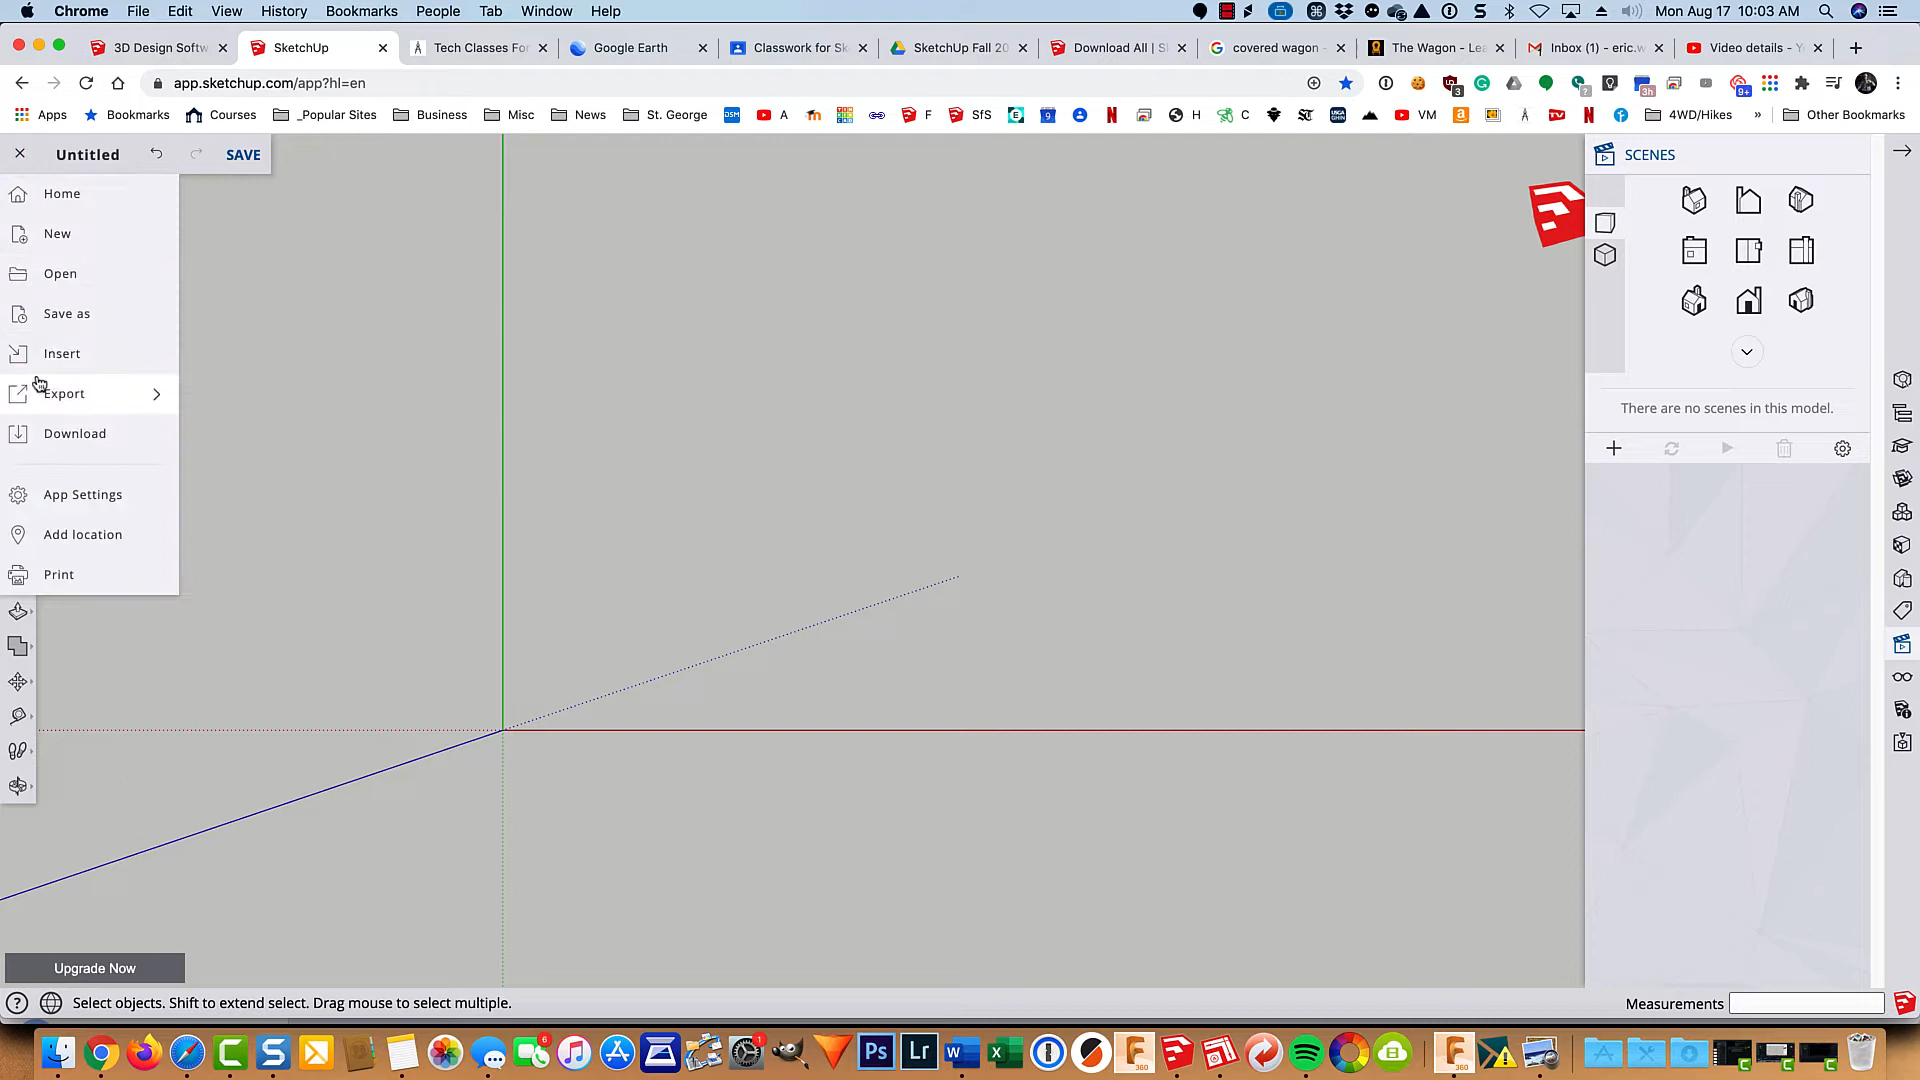 Chrome File Edit View History Bookmarks People Tab Window Help Mon Aug 17 10:03 AM
3D Design Softw SketchUp Tech Classes For Google Earth Classwork for Sk SketchUp Fall 20 Download All | S covered wagon - The Wagon - Lea Inbox (1) - eric.w Video details - Y
app.sketchup.com/app?hl=en
Apps Bookmarks Courses _Popular Sites Business Misc News St. George A F SfS H C VM 4WD/Hikes » Other Bookmarks
Untitled SAVE
SCENES
Home
New
Open
Save as
Insert
Export
Download
App Settings
Add location
Print
There are no scenes in this model.
Upgrade Now
Select objects. Shift to extend select. Drag mouse to select multiple.
Measurements